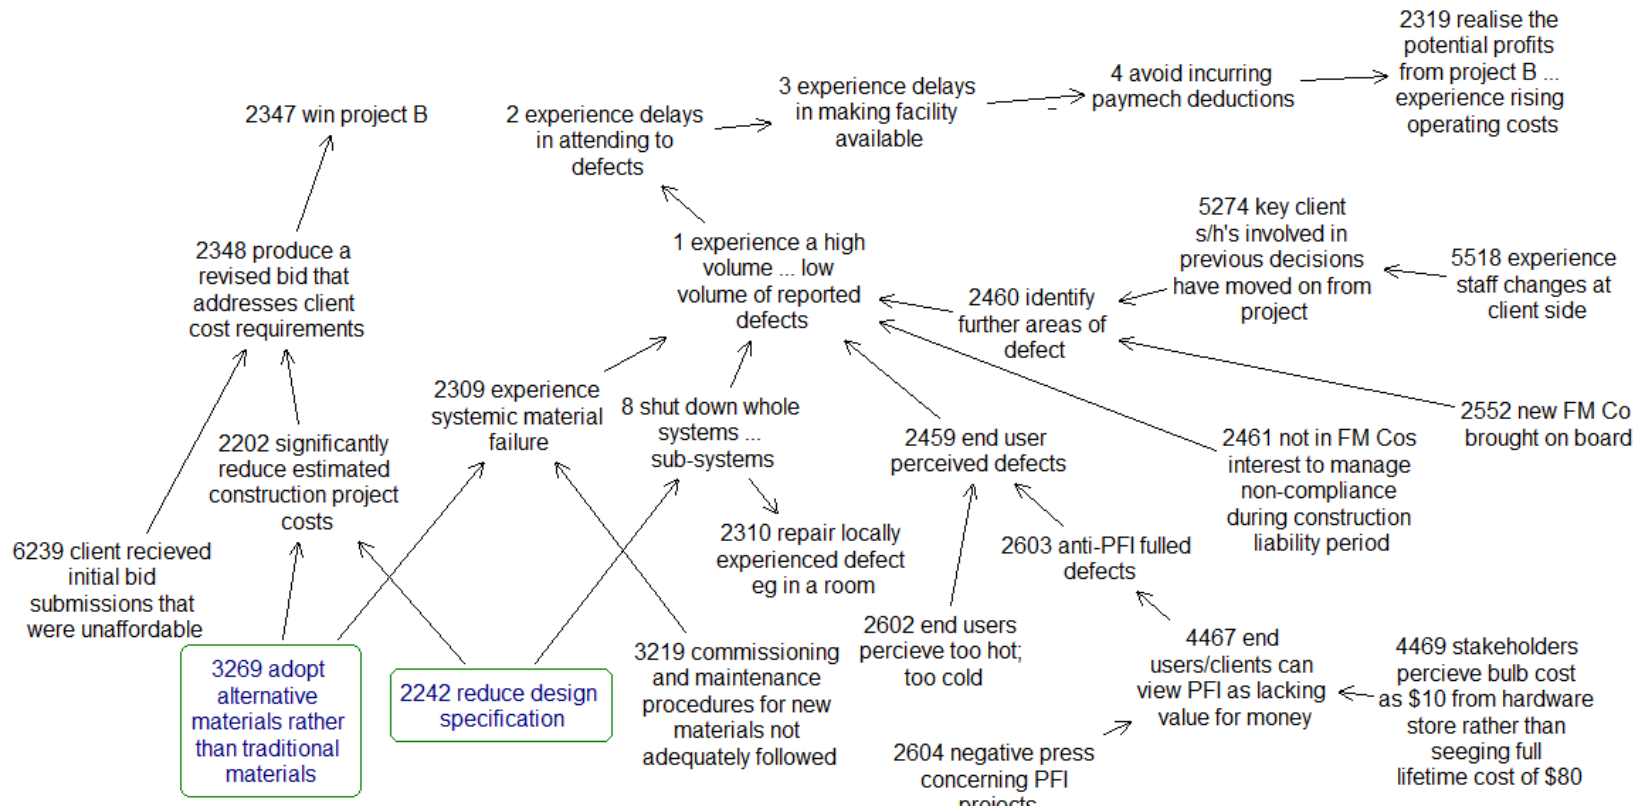 2319 realise the
potential profits
from project B ...
experience rising
operating costs
4 avoid incurring
paymech deductions
3 experience delays
in making facility
available
2 experience delays
in attending to
defects
2347 win project B
2348 produce a
revised bid that
addresses client
cost requirements
1 experience a high
volume ... low
volume of reported
defects
5274 key client
s/h's involved in
previous decisions
have moved on from
project
5518 experience
staff changes at
client side
2460 identify
further areas of
defect
2309 experience
systemic material
failure
8 shut down whole
systems ...
sub-systems
2459 end user
perceived defects
2461 not in FM Cos
interest to manage
non-compliance
during construction
liability period
2552 new FM Co
brought on board
2202 significantly
reduce estimated
construction project
costs
6239 client recieved
initial bid
submissions that
were unaffordable
2310 repair locally
experienced defect
eg in a room
2603 anti-PFI fulled
defects
3269 adopt
alternative
materials rather
than traditional
materials
2242 reduce design
specification
3219 commissioning
and maintenance
procedures for new
materials not
adequately followed
2602 end users
percieve too hot;
too cold
4467 end
users/clients can
view PFI as lacking
value for money
4469 stakeholders
percieve bulb cost
as $10 from hardware
store rather than
seeging full
lifetime cost of $80
2604 negative press
concerning PFI
projects